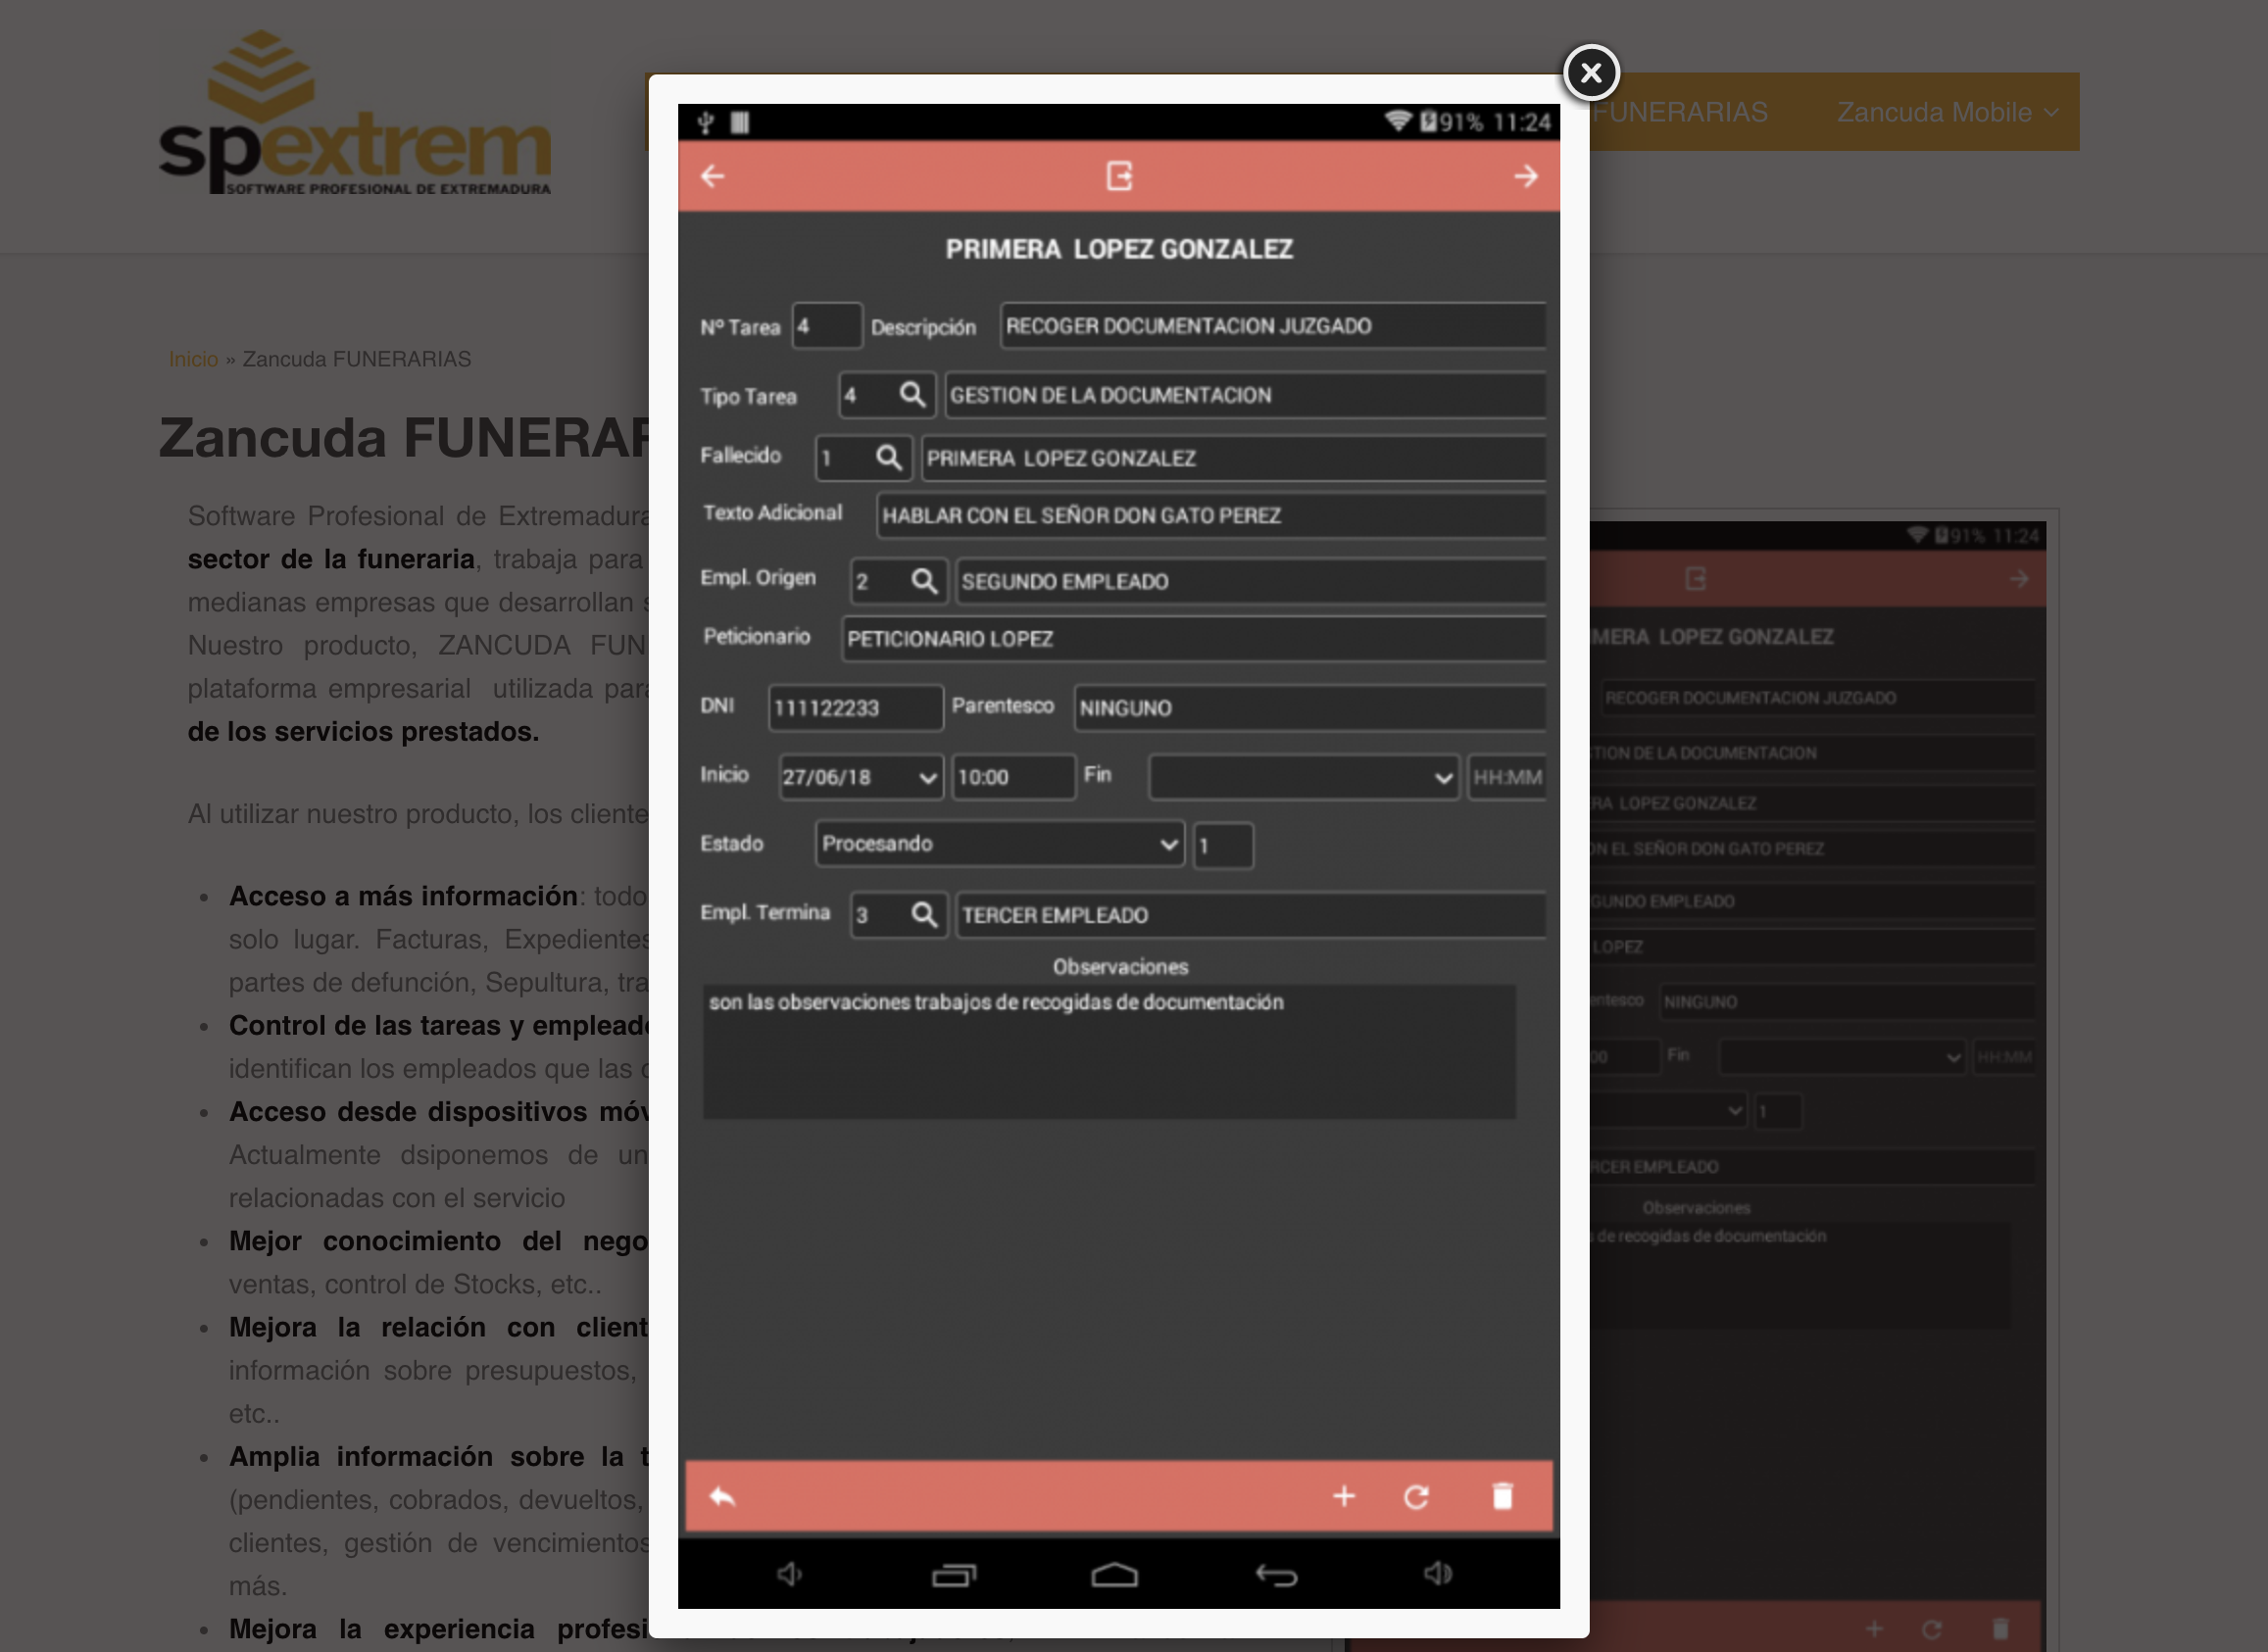 spextrem
SOFTWARE PROFESIONAL DE EXTREMADURA
FUNERARIAS
Zancuda Mobile
Inicio » Zancuda FUNERARIAS
Zancuda FUNERAR
Software Profesional de Extremadura
sector de la funeraria, trabaja para
medianas empresas que desarrollan
Nuestro producto, ZANCUDA FUN
plataforma empresarial utilizada para
de los servicios prestados.
Al utilizar nuestro producto, los cliente
• Acceso a más información: todo
solo lugar. Facturas, Expedientes
partes de defunción, Sepultura, tra
• Control de las tareas y emplead
identifican los empleados que las
• Acceso desde dispositivos móv
Actualmente dsiponemos de un
relacionadas con el servicio
• Mejor conocimiento del nego
ventas, control de Stocks, etc..
• Mejora la relación con client
información sobre presupuestos,
etc..
• Amplia información sobre la t
(pendientes, cobrados, devueltos,
clientes, gestión de vencimientos
más.
• Mejora la experiencia profesi
91% 11:24
PRIMERA LOPEZ GONZALEZ
Nº Tarea 4 Descripción RECOGER DOCUMENTACION JUZGADO
Tipo Tarea 4 GESTION DE LA DOCUMENTACION
Fallecido 1 PRIMERA LOPEZ GONZALEZ
Texto Adicional HABLAR CON EL SEÑOR DON GATO PEREZ
Empl. Origen 2 SEGUNDO EMPLEADO
Peticionario PETICIONARIO LOPEZ
DNI 111122233 Parentesco NINGUNO
Inicio 27/06/18 10:00 Fin HH:MM
Estado Procesando 1
Empl. Termina 3 TERCER EMPLEADO
Observaciones
son las observaciones trabajos de recogidas de documentación
91% 11:24
MERA LOPEZ GONZALEZ
RECOGER DOCUMENTACION JUZGADO
TION DE LA DOCUMENTACION
RA LOPEZ GONZALEZ
ON EL SEÑOR DON GATO PEREZ
GUNDO EMPLEADO
LOPEZ
entesco NINGUNO
00 Fin HH:MM
1
RCER EMPLEADO
Observaciones
de recogidas de documentación